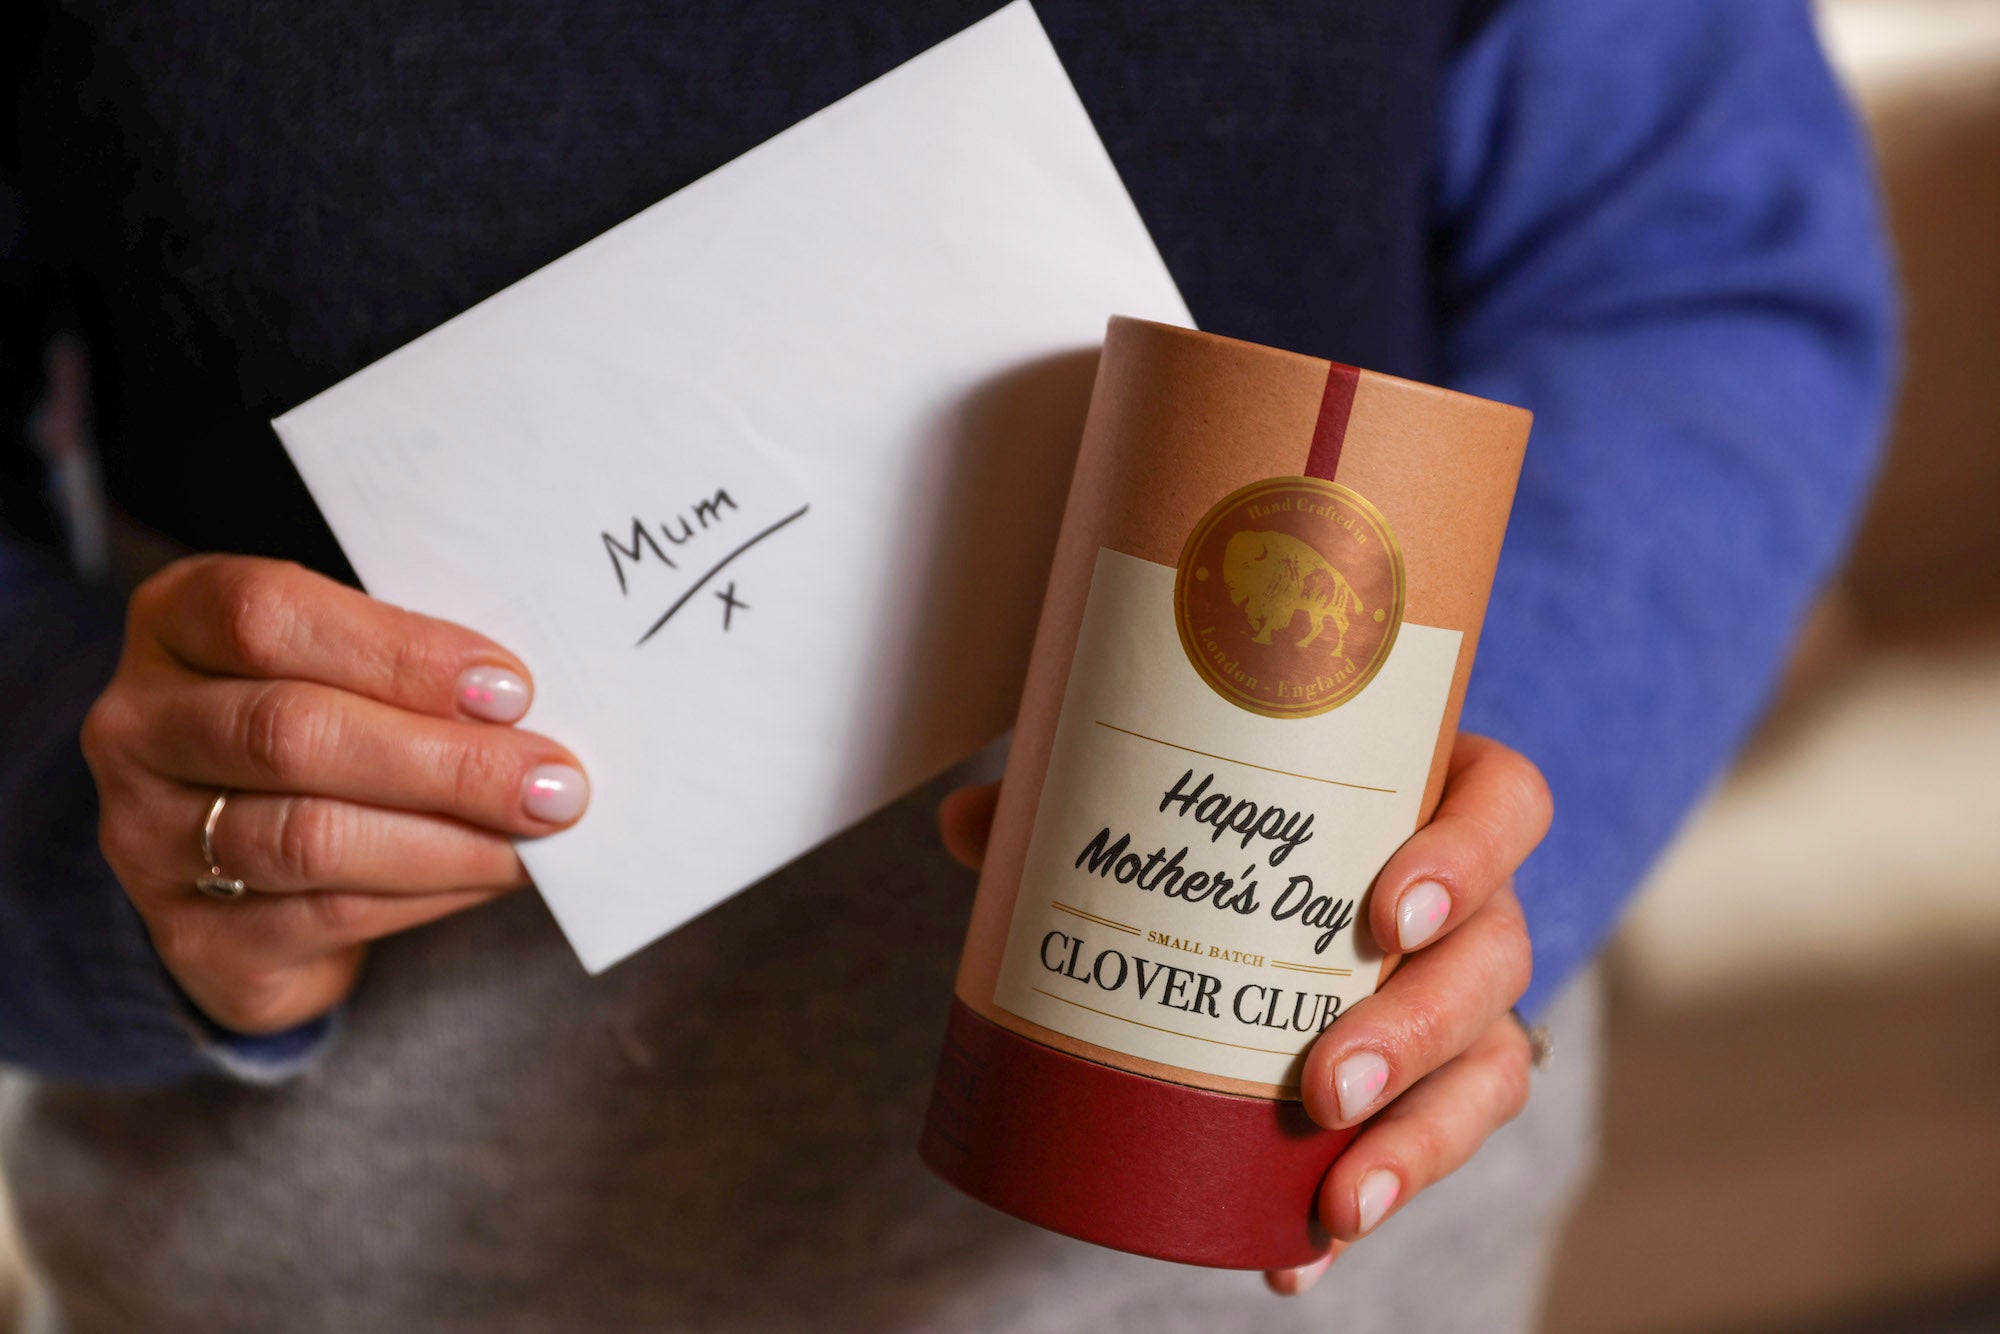 Mum
x
Hand Crafted in
London - England
Happy
Mother's Day
SMALL BATCH
CLOVER CLUB